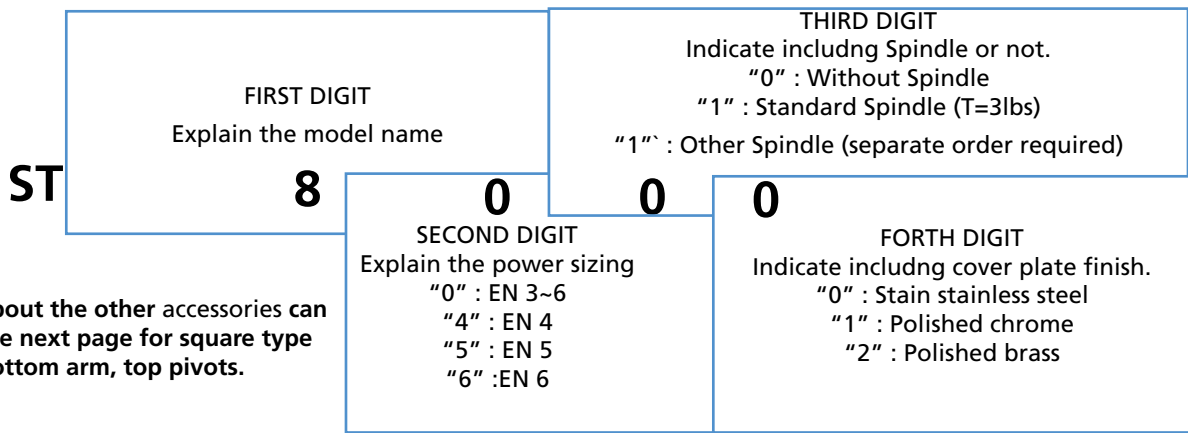 FIRST DIGIT
Explain the model name
THIRD DIGIT
Indicate includng Spindle or not.
“0” : Without Spindle
“1” : Standard Spindle (T=3lbs)
“1”` : Other Spindle (separate order required)
ST 8 0 0 0
SECOND DIGIT
Explain the power sizing
“0” : EN 3~6
“4” : EN 4
“5” : EN 5
“6” :EN 6
FORTH DIGIT
Indicate includng cover plate finish.
“0” : Stain stainless steel
“1” : Polished chrome
“2” : Polished brass
the other accessories can
next page for square type
arm, top pivots.